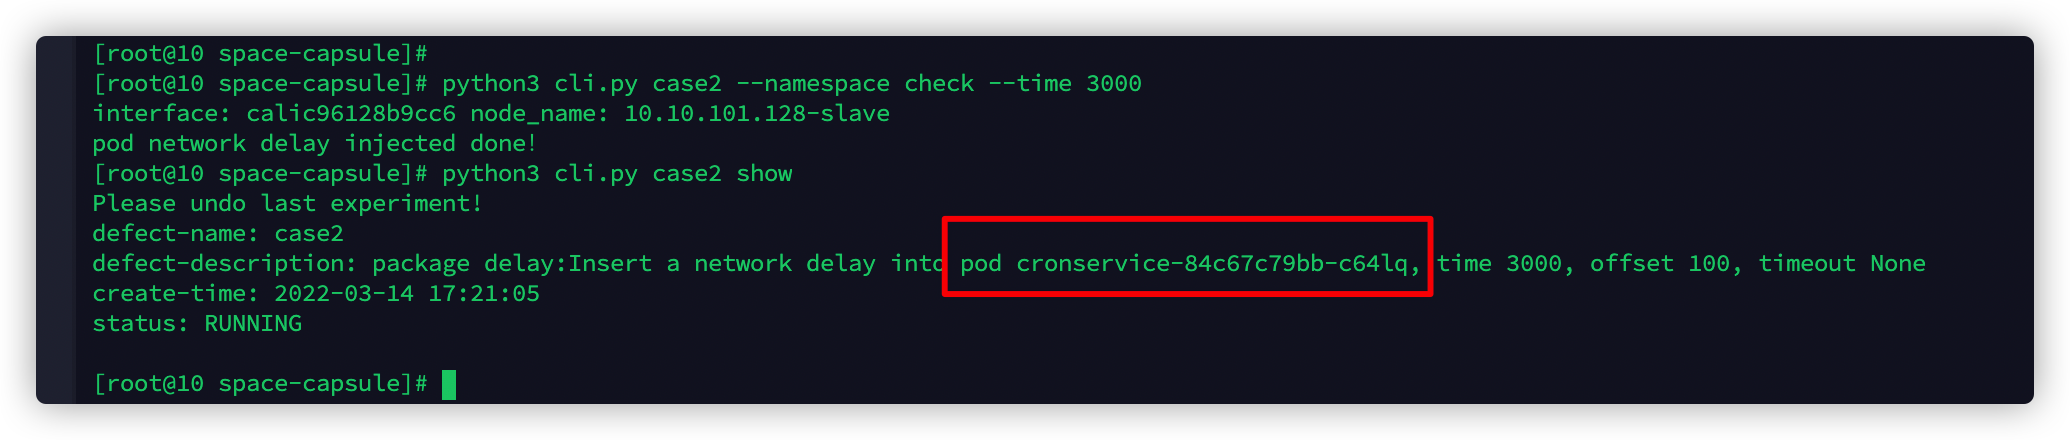 [root@10 space-capsule]#
[root@10 space-capsule]# python3 cli.py case2 --namespace check --time 3000
interface: calic96128b9cc6 node_name: 10.10.101.128-slave
pod network delay injected done!
[root@10 space-capsule]# python3 cli.py case2 show
Please undo last experiment!
defect-name: case2
defect-description: package delay:Insert a network delay into pod cronservice-84c67c79bb-c64lq, time 3000, offset 100, timeout None
create-time: 2022-03-14 17:21:05
status: RUNNING
[root@10 space-capsule]#